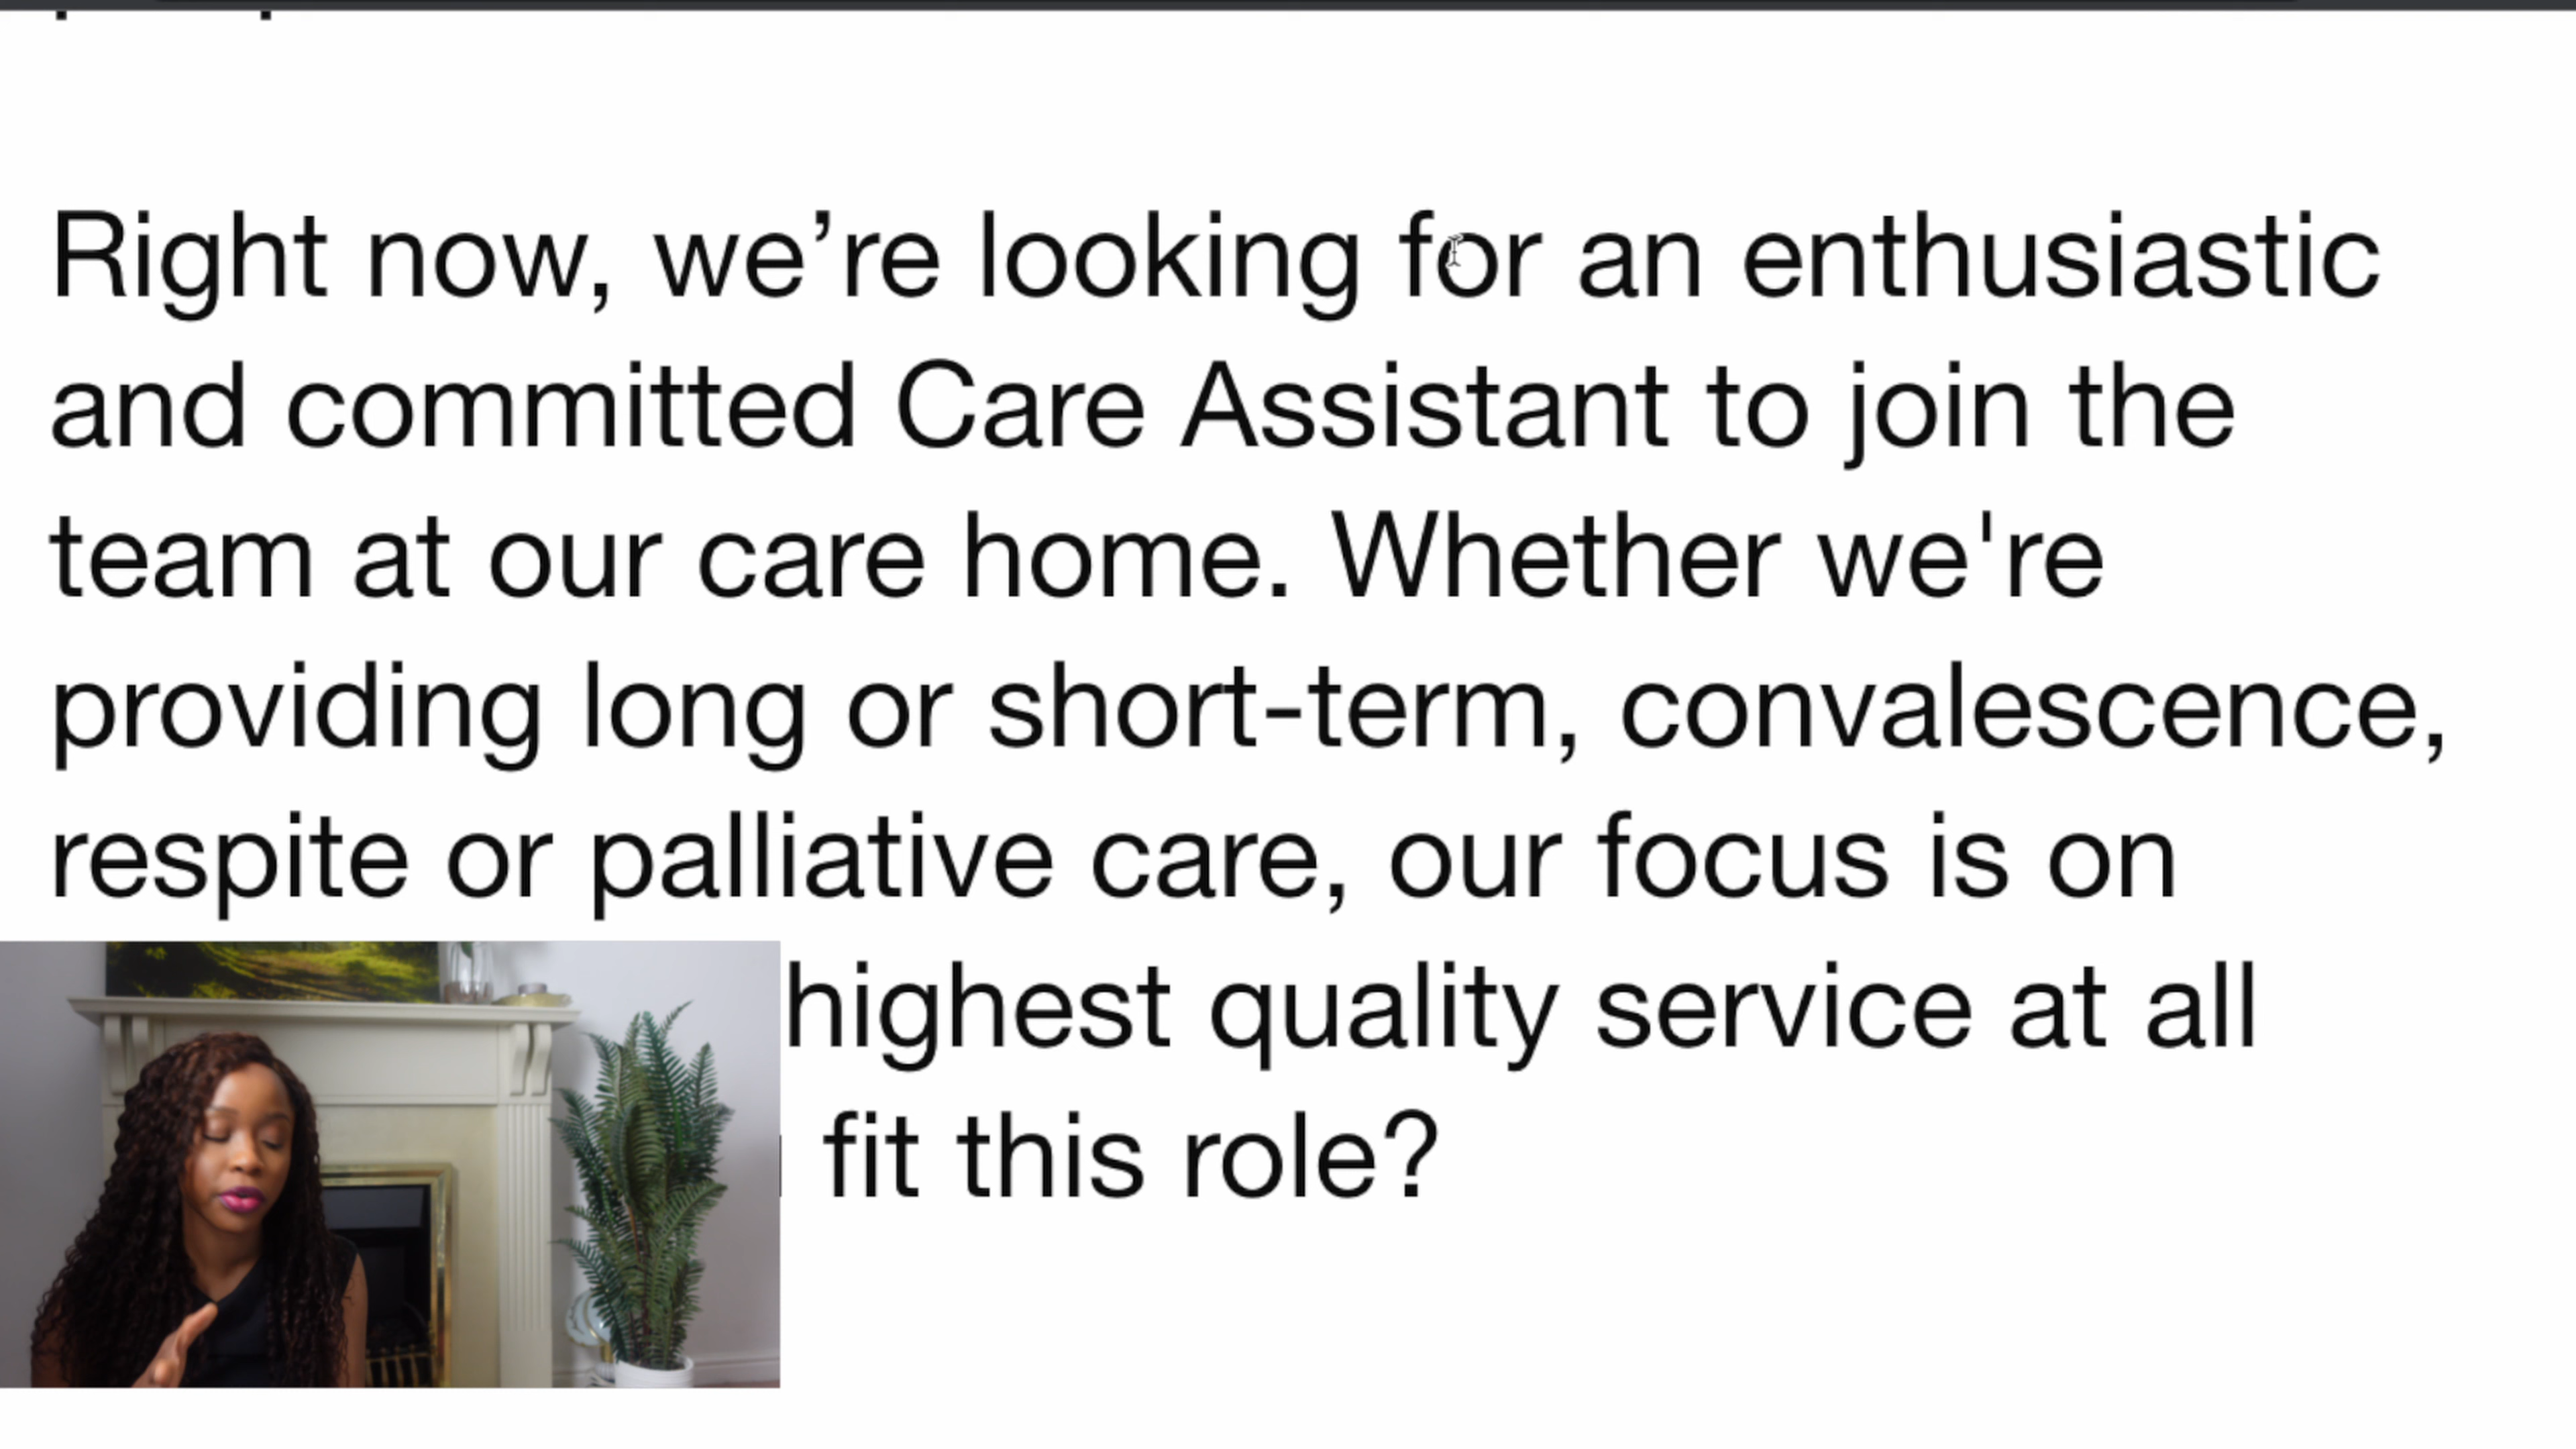 Right now, we’re looking for an enthusiastic
and committed Care Assistant to join the
team at our care home. Whether we're
providing long or short-term, convalescence,
respite or palliative care, our focus is on
highest quality service at all
fit this role?